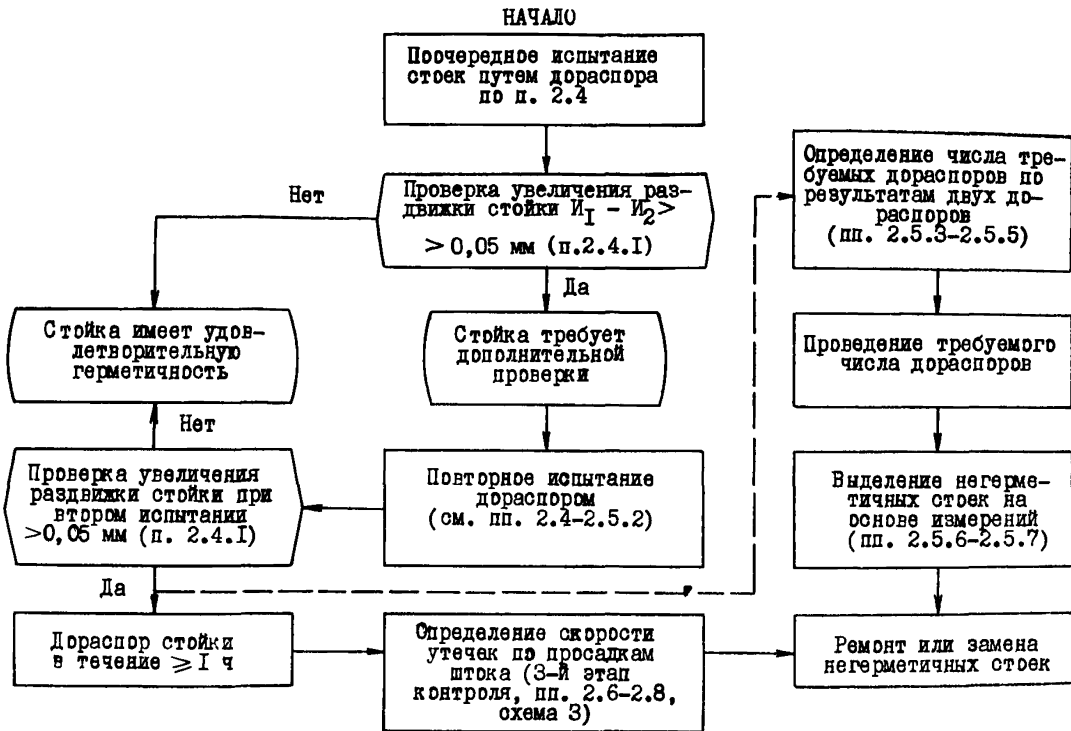 НАЧАЛО
Поочередное испытание
стоек путем дораспора
по п. 2.4
Нет
Проверка увеличения раз-
движки стойки И₁ - И₂ >
> 0,05 мм (п.2.4.1)
Да
Стойка имеет удов-
летворительную
герметичность
Стойка требует
дополнительной
проверки
Нет
Проверка увеличения
раздвижки стойки при
втором испытании
>0,05 мм (п. 2.4.1)
Повторное испытание
дораспором
(см. пп. 2.4-2.5.2)
Да
Дораспор стойки
в течение ⩾1 ч
Определение скорости
утечек по просадкам
штока (3-й этап
контроля, пп. 2.6-2.8,
схема 3)
Определение числа тре-
буемых дораспоров по
результатам двух до-
распоров
(пп. 2.5.3-2.5.5)
Проведение требуемого
числа дораспоров
Выделение негерме-
тичных стоек на
основе измерений
(пп. 2.5.6-2.5.7)
Ремонт или замена
негерметичных стоек